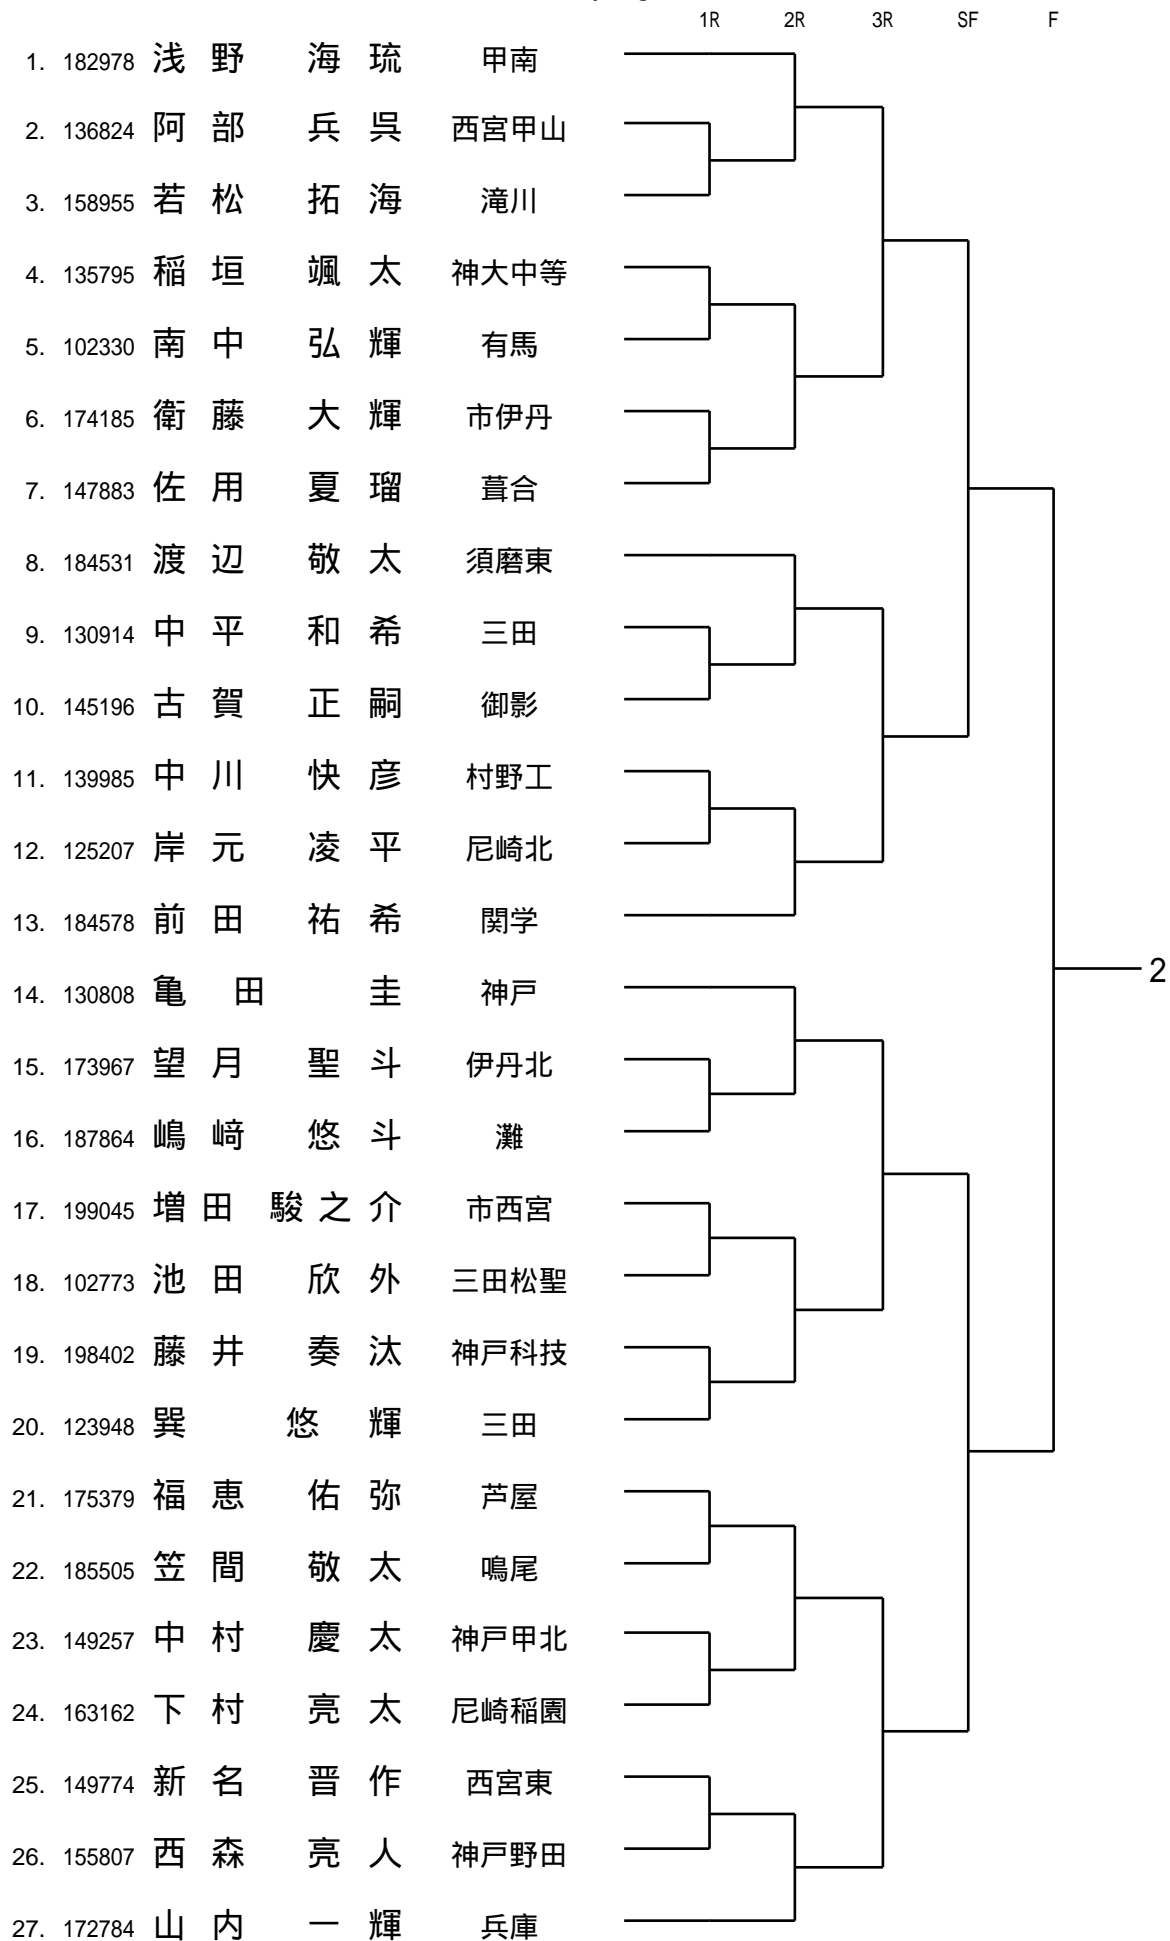 1R 2R 3R SF F
1. 182978 浅野 海琉 甲南
2. 136824 阿部 兵呉 西宮甲山
3. 158955 若松 拓海 滝川
4. 135795 稲垣 颯太 神大中等
5. 102330 南中 弘輝 有馬
6. 174185 衛藤 大輝 市伊丹
7. 147883 佐用 夏瑠 葺合
8. 184531 渡辺 敬太 須磨東
9. 130914 中平 和希 三田
10. 145196 古賀 正嗣 御影
11. 139985 中川 快彦 村野工
12. 125207 岸元 凌平 尼崎北
13. 184578 前田 祐希 関学
14. 130808 亀田 圭 神戸
2
15. 173967 望月 聖斗 伊丹北
16. 187864 嶋﨑 悠斗 灘
17. 199045 増田 駿之介 市西宮
18. 102773 池田 欣外 三田松聖
19. 198402 藤井 奏汰 神戸科技
20. 123948 巽 悠輝 三田
21. 175379 福恵 佑弥 芦屋
22. 185505 笠間 敬太 鳴尾
23. 149257 中村 慶太 神戸甲北
24. 163162 下村 亮太 尼崎稲園
25. 149774 新名 晋作 西宮東
26. 155807 西森 亮人 神戸野田
27. 172784 山内 一輝 兵庫